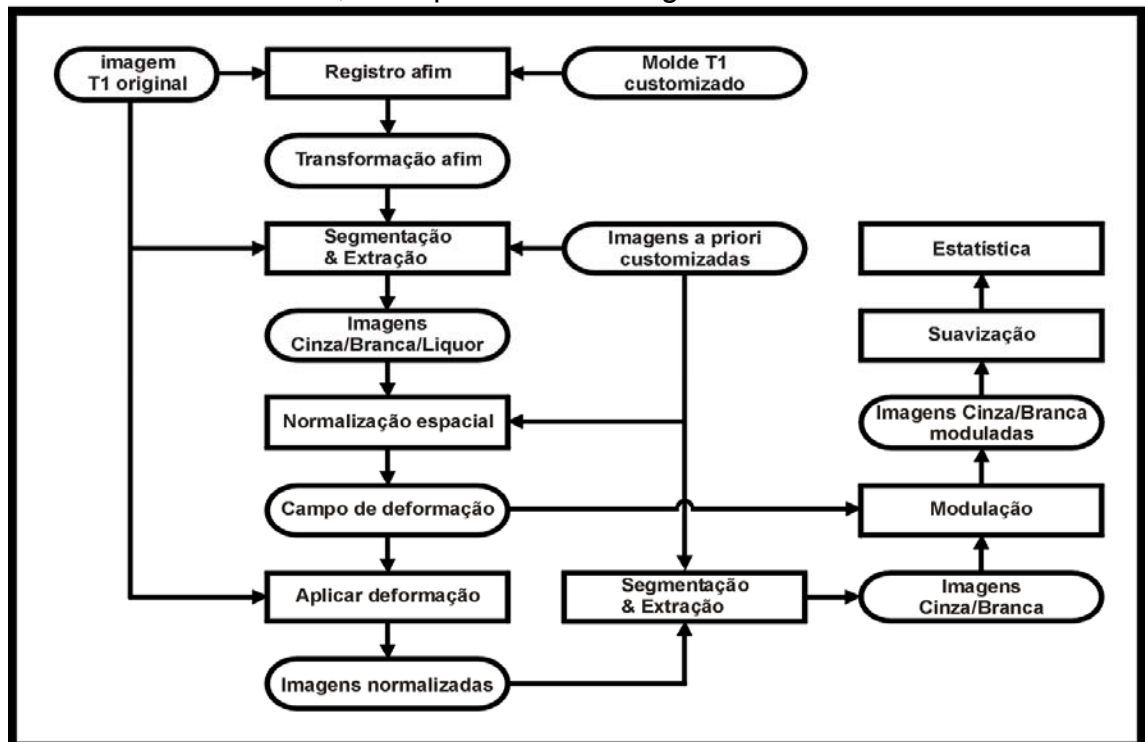 imagem
T1 original
Registro afim
Molde T1
customizado
Transformação afim
Segmentação
& Extração
Imagens a priori
customizadas
Estatística
Imagens
Cinza/Branca/Liquor
Suavização
Normalização espacial
Imagens Cinza/Branca
moduladas
Campo de deformação
Modulação
Aplicar deformação
Segmentação
& Extração
Imagens
Cinza/Branca
Imagens normalizadas